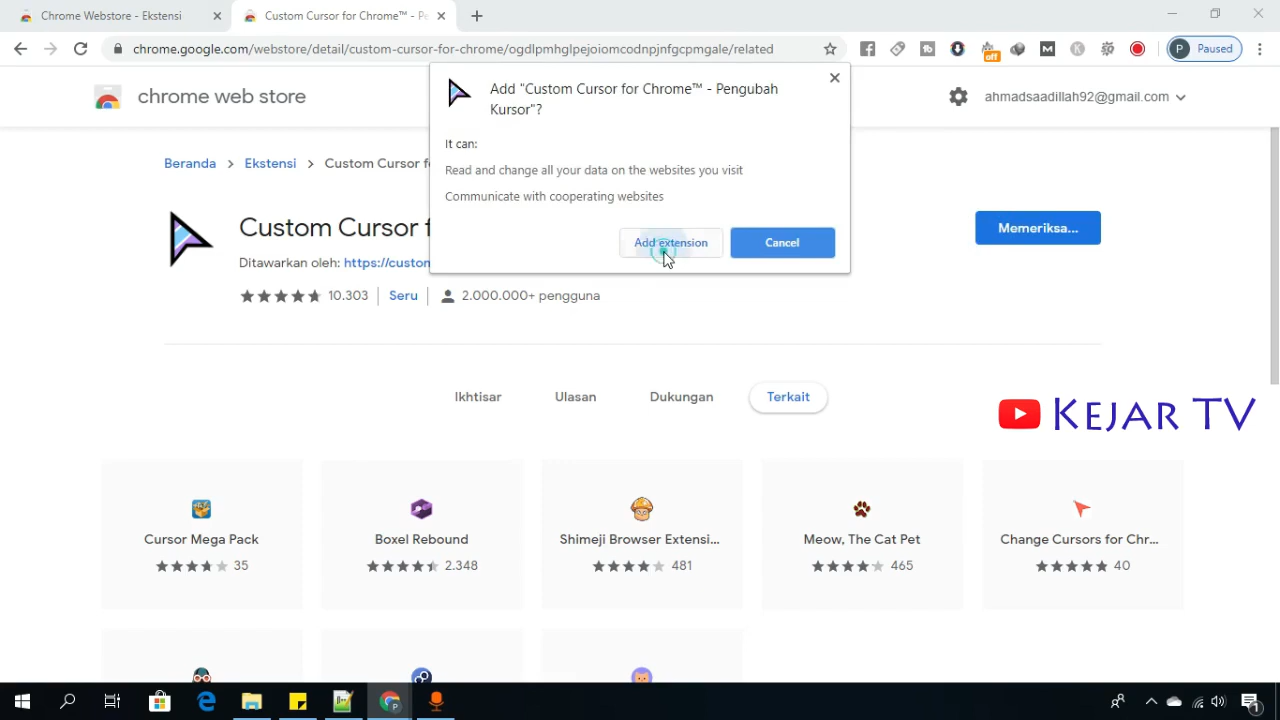 Chrome Webstore - Ekstensi
Custom Cursor for Chrome™ - Pe
chrome.google.com/webstore/detail/custom-cursor-for-chrome/ogdlpmhglpejoiomcodnpjnfgcpmgale/related
off
M
K
P Paused
chrome web store
ahmadsaadillah92@gmail.com
Add "Custom Cursor for Chrome™ - Pengubah
Kursor"?
It can:
Read and change all your data on the websites you visit
Communicate with cooperating websites
Add extension
Cancel
Beranda > Ekstensi > Custom Cursor f
Custom Cursor f
Memeriksa...
Ditawarkan oleh: https://custom
10.303
Seru
2.000.000+ pengguna
Ikhtisar
Ulasan
Dukungan
Terkait
KEJAR TV
Cursor Mega Pack
Boxel Rebound
Shimeji Browser Extensi...
Meow, The Cat Pet
Change Cursors for Chr...
35
2.348
481
465
40